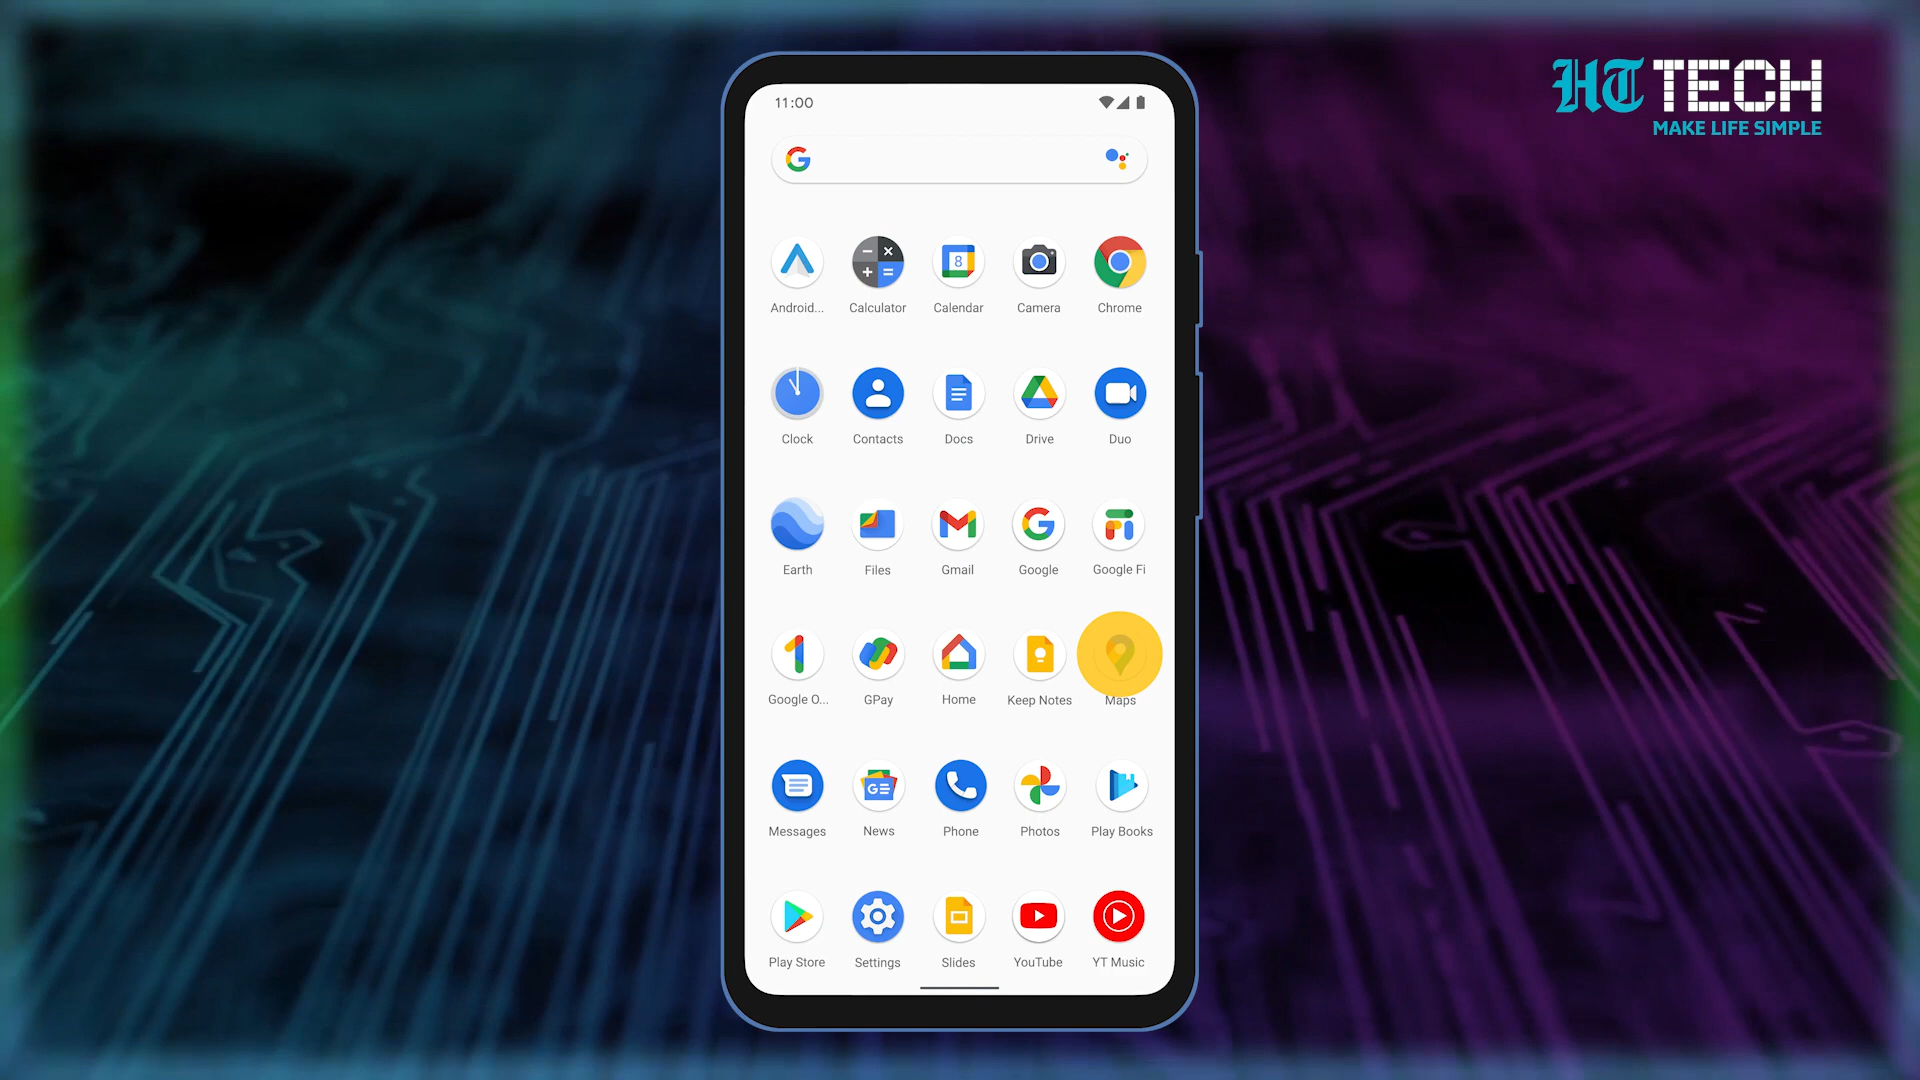 HT TECH
MAKE LIFE SIMPLE
11:00
G
8
Android... Calculator Calendar Camera Chrome
Clock Contacts Docs Drive Duo
Earth Files Gmail Google Google Fi
Google O... GPay Home Keep Notes Maps
GE
Messages News Phone Photos Play Books
Play Store Settings Slides YouTube YT Music